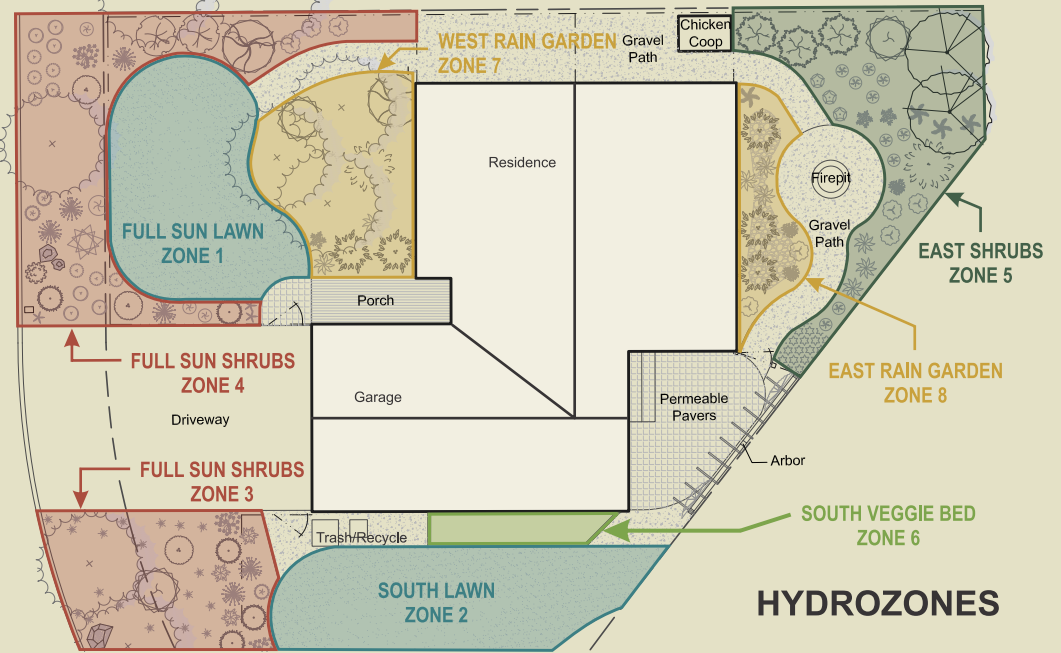 Chicken
Coop
WEST RAIN GARDEN
ZONE 7
Gravel
Path
Residence
Firepit
FULL SUN LAWN
ZONE 1
Gravel
Path
EAST SHRUBS
ZONE 5
Porch
FULL SUN SHRUBS
ZONE 4
EAST RAIN GARDEN
ZONE 8
Garage
Permeable
Pavers
Driveway
Arbor
FULL SUN SHRUBS
ZONE 3
SOUTH VEGGIE BED
ZONE 6
Trash/Recycle
SOUTH LAWN
ZONE 2
HYDROZONES